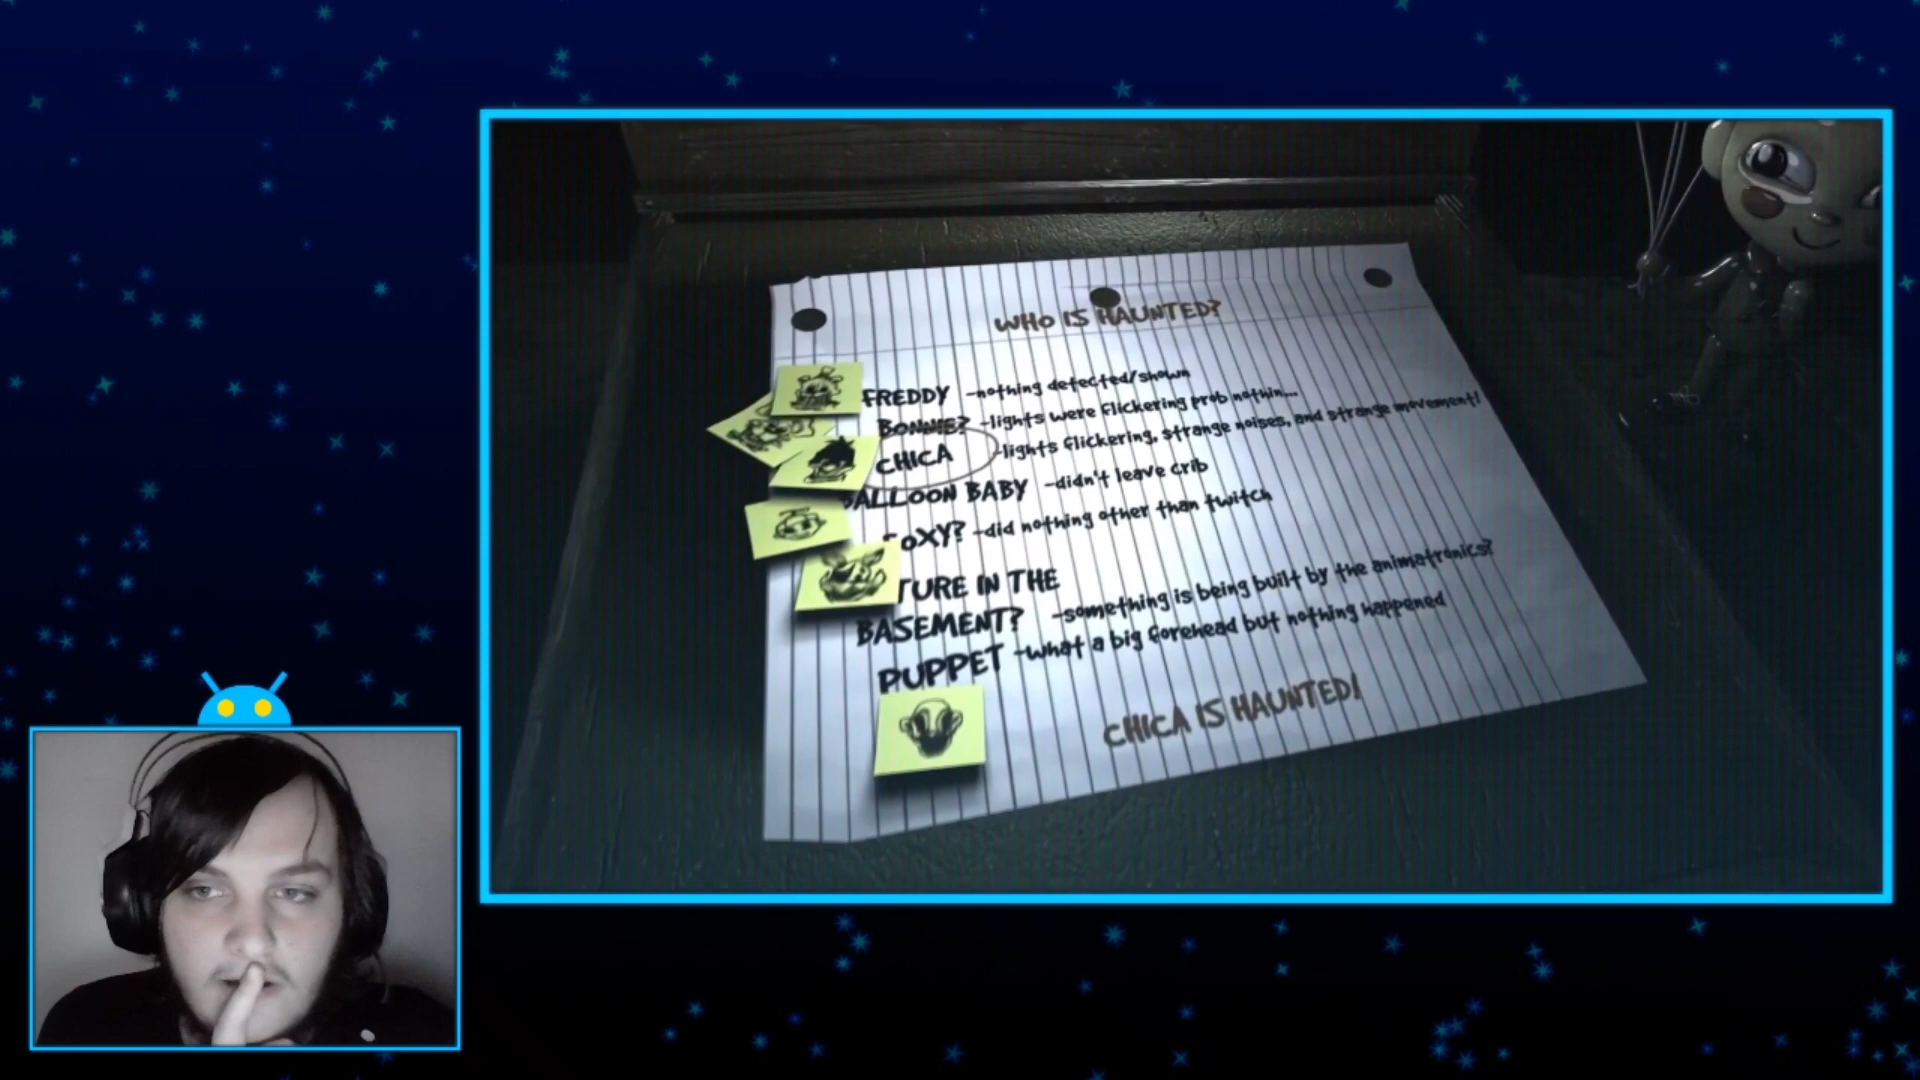 WHO IS HAUNTED?
FREDDY -nothing detected/shown
BONNIE? -lights were flickering prob nothin...
CHICA -lights flickering, strange noises, and strange movement!
BALLOON BABY -didn't leave crib
FOXY? -did nothing other than twitch
TURE IN THE
BASEMENT? -something is being built by the animatronics?
PUPPET -what a big forehead but nothing happened
CHICA IS HAUNTED!